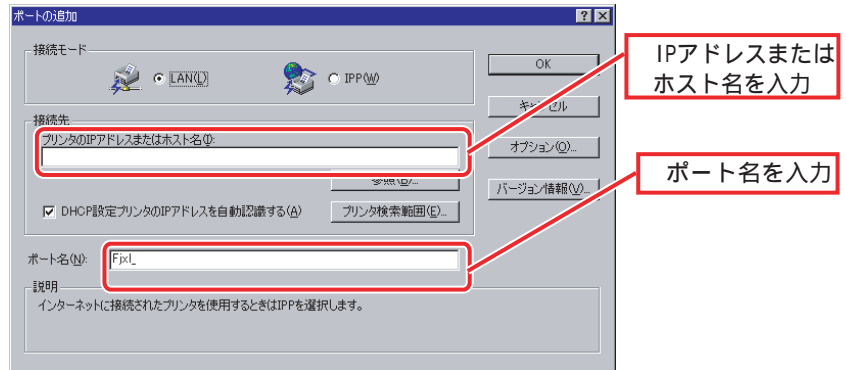 ポートの追加
接続モード
LAN(L)
IPP(W)
OK
キャンセル
オプション(O)...
バージョン情報(V)...
接続先
プリンタのIPアドレスまたはホスト名(I):
参照(B)...
DHCP設定プリンタのIPアドレスを自動認識する(A)
プリンタ検索範囲(E)...
ポート名(N):
Fjxl_
説明
インターネットに接続されたプリンタを使用するときはIPPを選択します。
IPアドレスまたは
ホスト名を入力
ポート名を入力